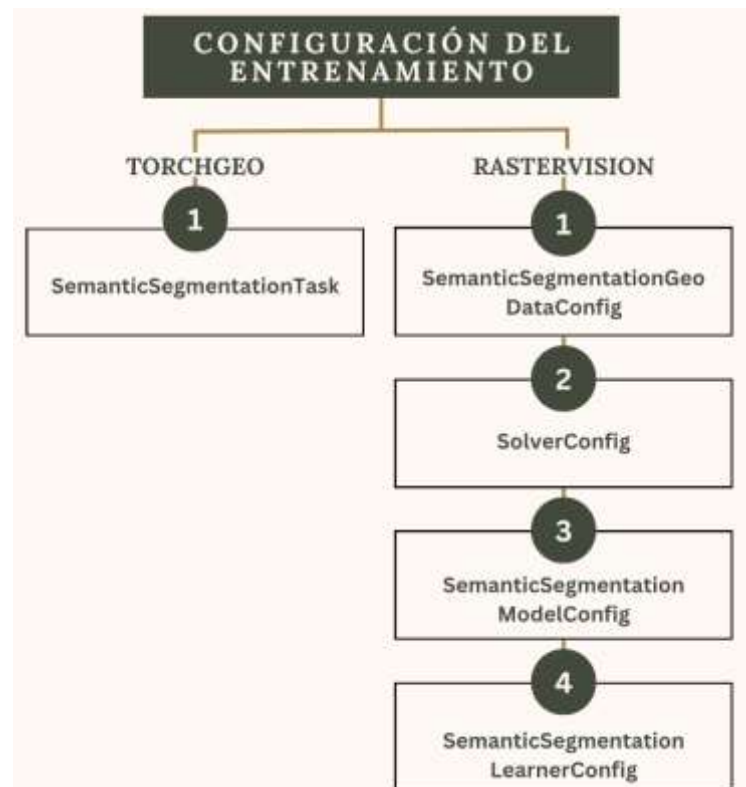 CONFIGURACIÓN DEL
ENTRENAMIENTO
TORCHGEO
1
SemanticSegmentationTask
RASTERVISION
1
SemanticSegmentationGeo
DataConfig
2
SolverConfig
3
SemanticSegmentation
ModelConfig
4
SemanticSegmentation
LearnerConfig